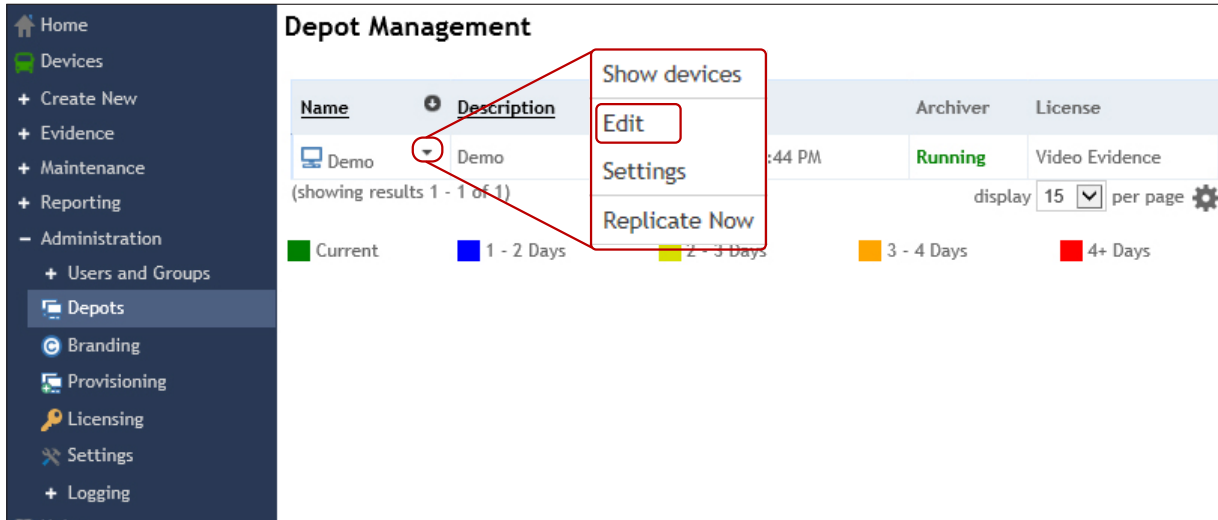 Home
Devices
+ Create New
+ Evidence
+ Maintenance
+ Reporting
– Administration
+ Users and Groups
Depots
Branding
Provisioning
Licensing
Settings
+ Logging
Depot Management
Name Description Archiver License
Demo Demo :44 PM Running Video Evidence
Show devices
Edit
Settings
Replicate Now
(showing results 1 - 1 of 1) display 15 per page
Current 1 - 2 Days 2 - 3 Days 3 - 4 Days 4+ Days